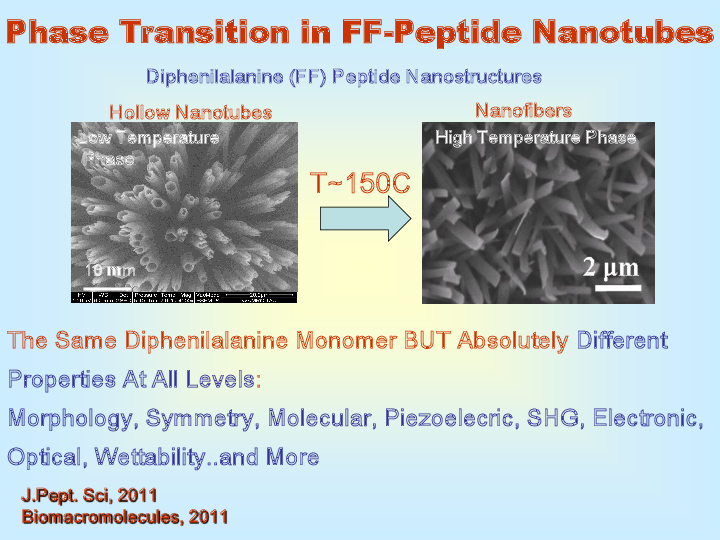 Phase Transition in FF-Peptide Nanotubes
Diphenilalanine (FF) Peptide Nanostructures
Hollow Nanotubes
Nanofibers
Low Temperature
Phase
High Temperature Phase
T~150C
10 mm
2 µm
The Same Diphenilalanine Monomer BUT Absolutely Different
Properties At All Levels:
Morphology, Symmetry, Molecular, Piezoelecric, SHG, Electronic,
Optical, Wettability..and More
J.Pept. Sci, 2011
Biomacromolecules, 2011